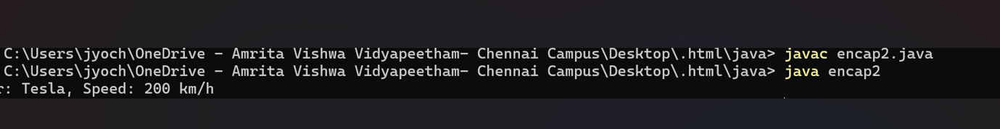 C:\Users\jyoch\OneDrive - Amrita Vishwa Vidyapeetham- Chennai Campus\Desktop\.html\java> javac encap2.java
C:\Users\jyoch\OneDrive - Amrita Vishwa Vidyapeetham- Chennai Campus\Desktop\.html\java> java encap2
r: Tesla, Speed: 200 km/h